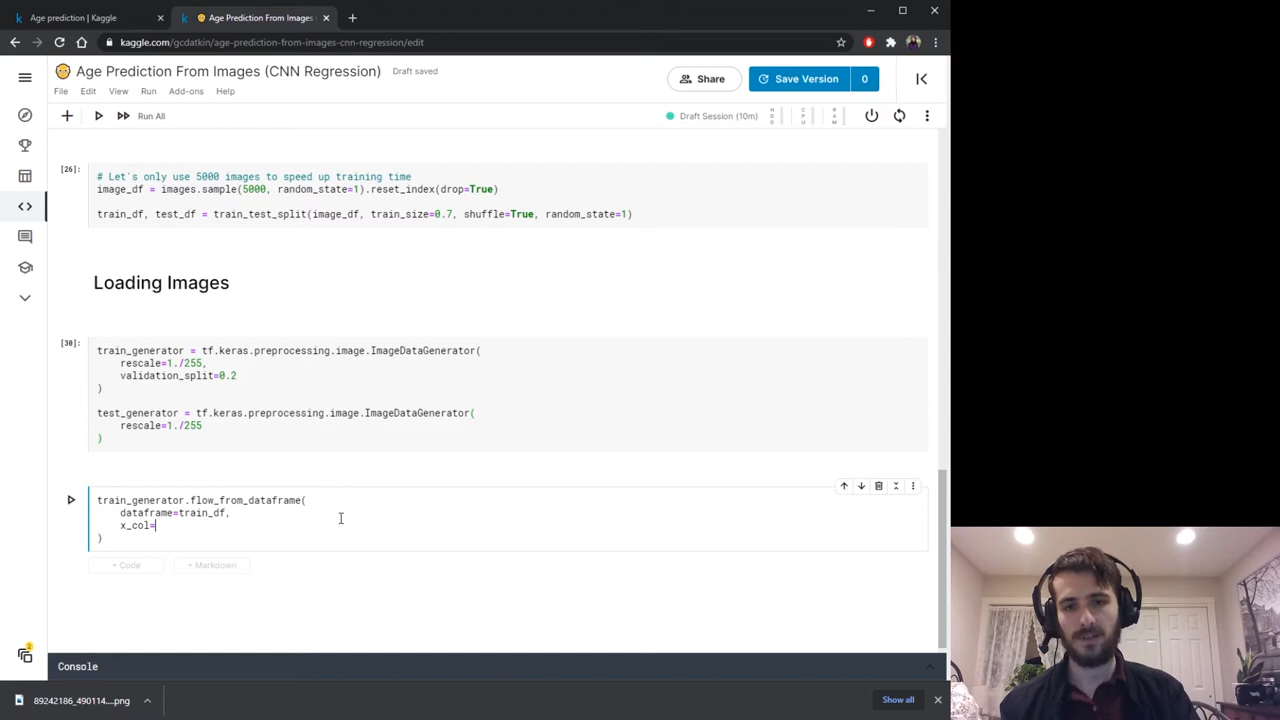 Age prediction | Kaggle
Age Prediction From Images
kaggle.com/gcdatkin/age-prediction-from-images-cnn-regression/edit
Age Prediction From Images (CNN Regression)
Draft saved
Share
Save Version
0
File Edit View Run Add-ons Help
Run All
Draft Session (10m)
HDD
CPU
RAM
[26]:
# Let's only use 5000 images to speed up training time
image_df = images.sample(5000, random_state=1).reset_index(drop=True)
train_df, test_df = train_test_split(image_df, train_size=0.7, shuffle=True, random_state=1)
Loading Images
[30]:
train_generator = tf.keras.preprocessing.image.ImageDataGenerator(
rescale=1./255,
validation_split=0.2
)
test_generator = tf.keras.preprocessing.image.ImageDataGenerator(
rescale=1./255
)
train_generator.flow_from_dataframe(
dataframe=train_df,
x_col=
)
+ Code
+ Markdown
Console
89242186_490114....png
Show all